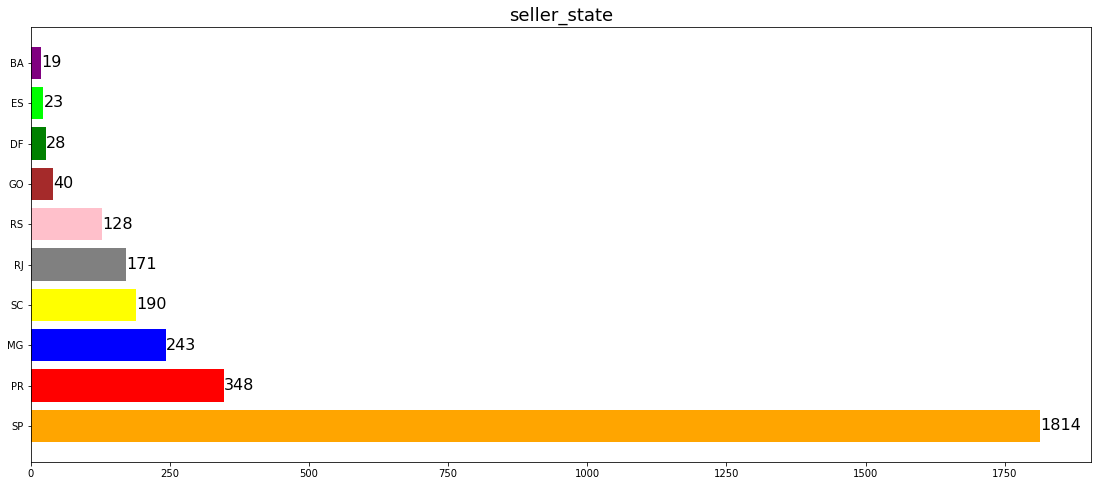 seller_state
BA 19
ES 23
DF 28
GO 40
RS 128
RJ 171
SC 190
MG 243
PR 348
SP 1814
0 250 500 750 1000 1250 1500 1750